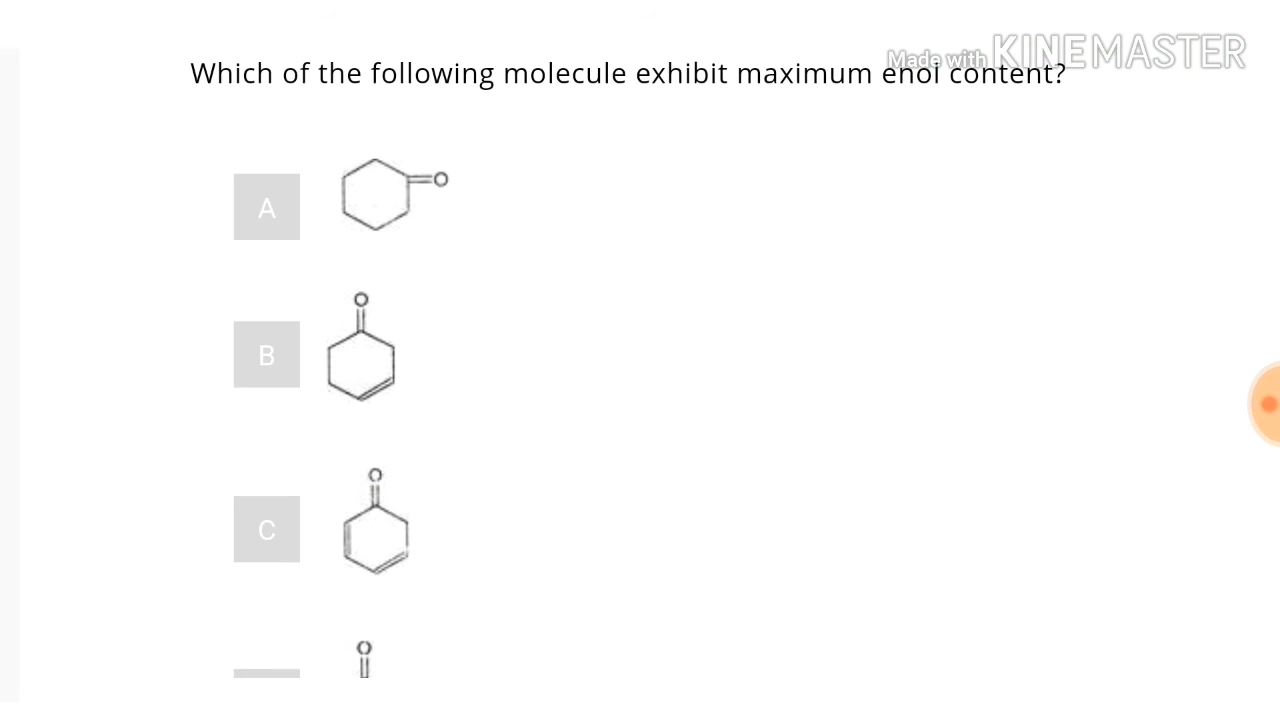 Made with KINEMASTER
Which of the following molecule exhibit maximum enol content?
A
O
O
B
O
C
O